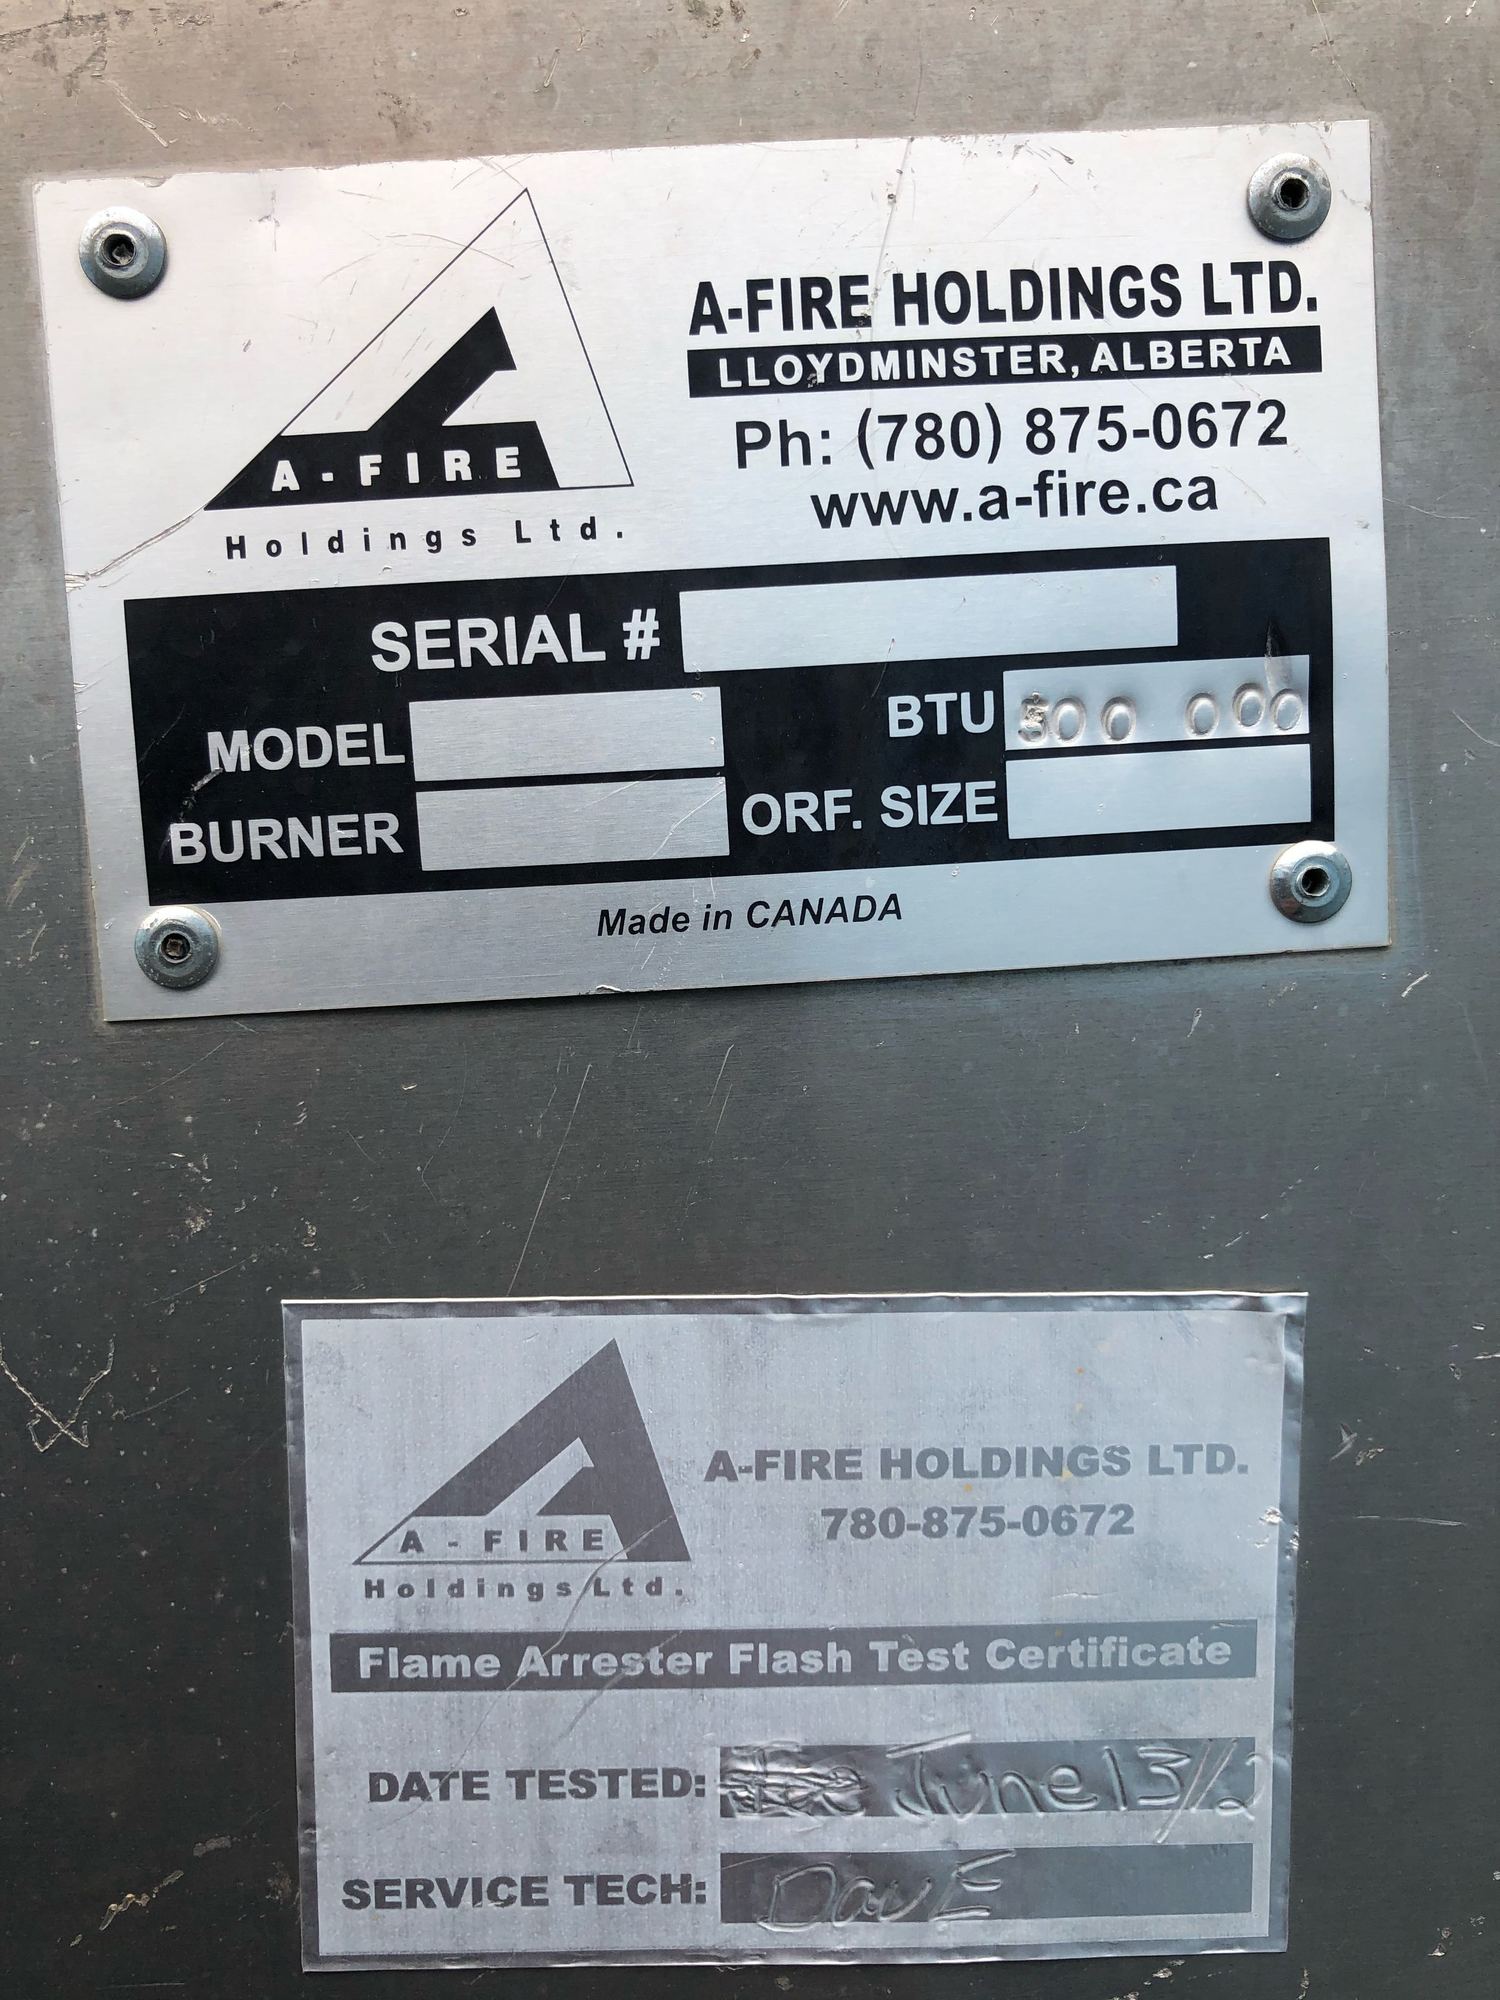 A-FIRE
Holdings Ltd.
A-FIRE HOLDINGS LTD.
LLOYDMINSTER, ALBERTA
Ph: (780) 875-0672
www.a-fire.ca
SERIAL #
MODEL
BTU 500 000
BURNER
ORF. SIZE
Made in CANADA
A-FIRE
Holdings Ltd.
A-FIRE HOLDINGS LTD.
780-875-0672
Flame Arrester Flash Test Certificate
DATE TESTED: June 13/12
SERVICE TECH: DavE